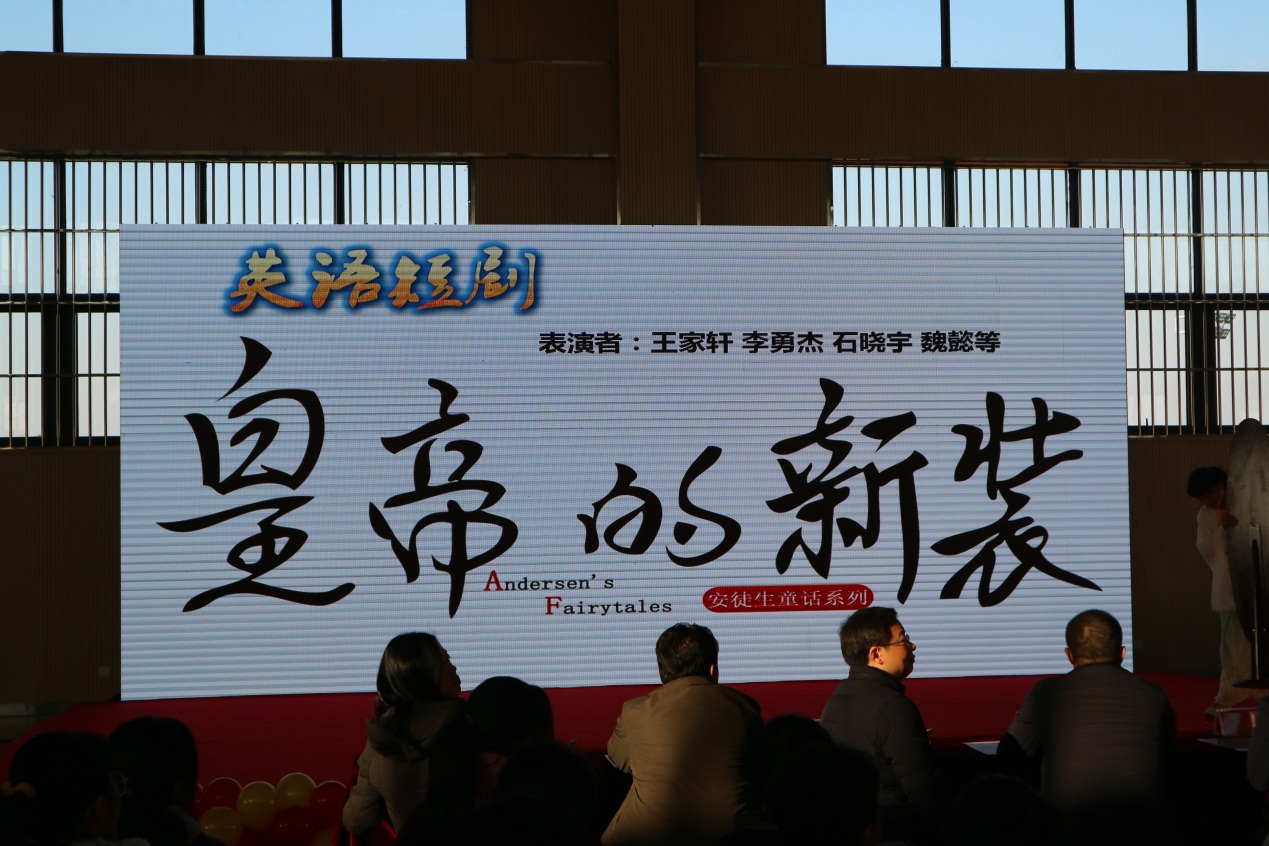 英语短剧
表演者：王家轩 李勇杰 石晓宇 魏懿等
皇帝的新装
Andersen's
Fairytales
安徒生童话系列